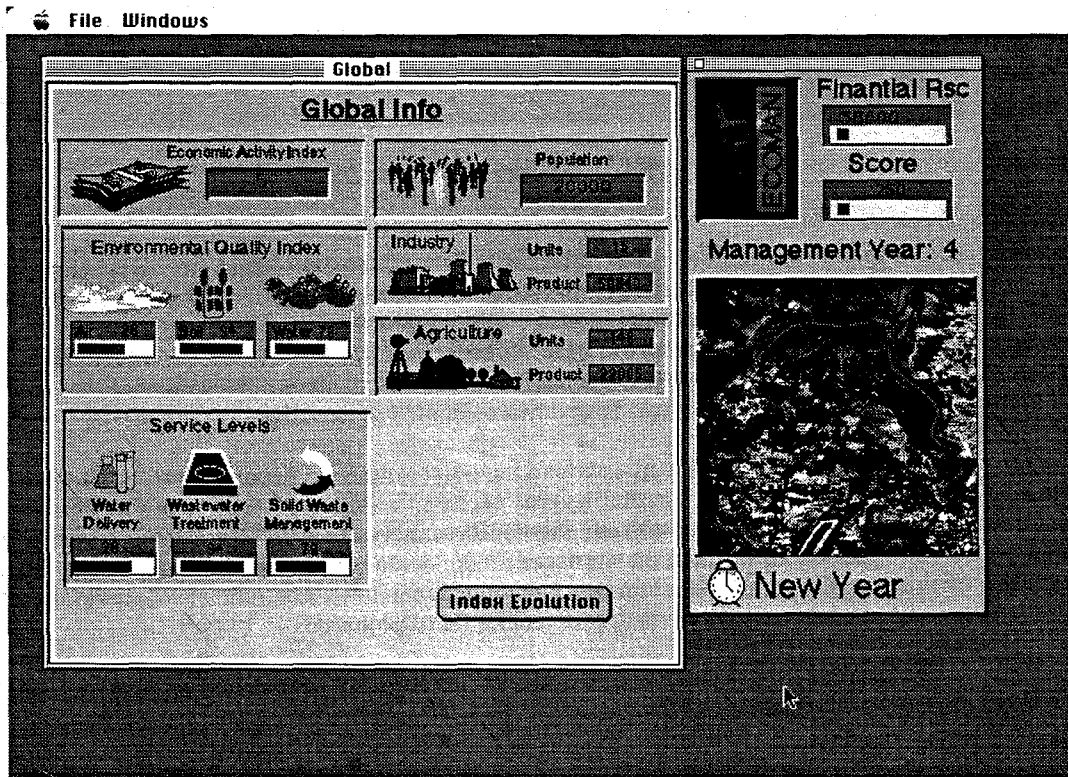 File Windows
Global
Global Info
Economic Activity Index
Population
20000
Environmental Quality Index
Industry
Units 15
Product
Agriculture
Units
Product
Service Levels
Water
Delivery
Wastewater
Treatment
Solid Waste
Management
Index Evolution
ECOMAN
Finantial Rsc
Score
Management Year: 4
New Year